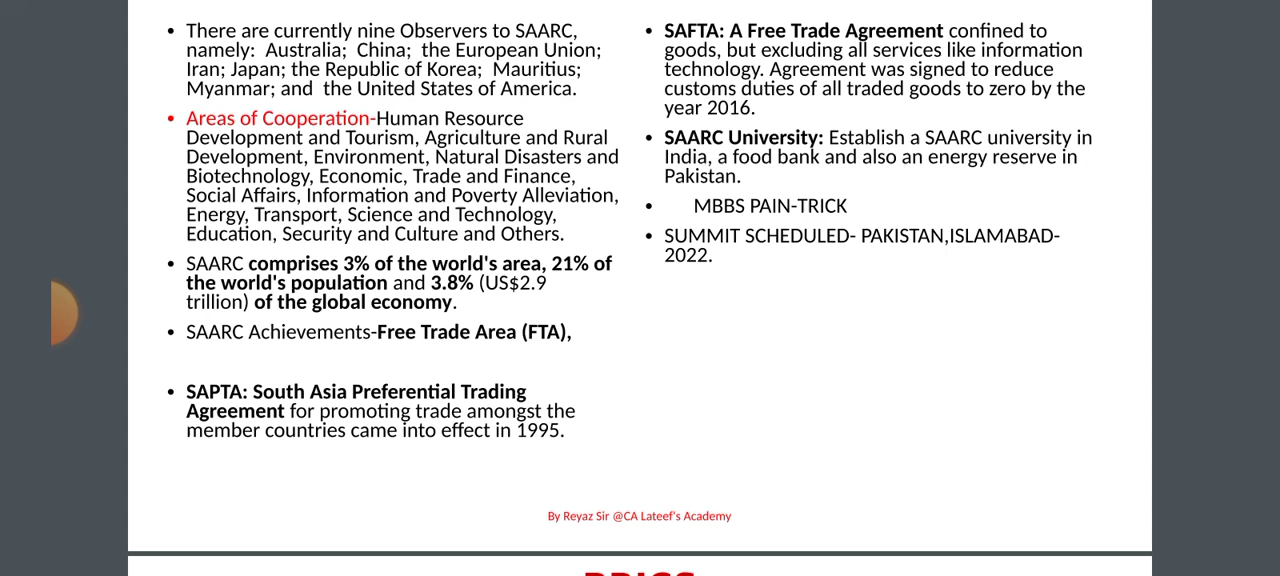 • There are currently nine Observers to SAARC,
namely:  Australia;  China;  the European Union;
Iran; Japan; the Republic of Korea;  Mauritius;
Myanmar; and  the United States of America.
• Areas of Cooperation-Human Resource
Development and Tourism, Agriculture and Rural
Development, Environment, Natural Disasters and
Biotechnology, Economic, Trade and Finance,
Social Affairs, Information and Poverty Alleviation,
Energy, Transport, Science and Technology,
Education, Security and Culture and Others.
• SAARC comprises 3% of the world's area, 21% of
the world's population and 3.8% (US$2.9
trillion) of the global economy.
• SAARC Achievements-Free Trade Area (FTA),
• SAPTA: South Asia Preferential Trading
Agreement for promoting trade amongst the
member countries came into effect in 1995.
• SAFTA: A Free Trade Agreement confined to
goods, but excluding all services like information
technology. Agreement was signed to reduce
customs duties of all traded goods to zero by the
year 2016.
• SAARC University: Establish a SAARC university in
India, a food bank and also an energy reserve in
Pakistan.
• MBBS PAIN-TRICK
• SUMMIT SCHEDULED- PAKISTAN,ISLAMABAD-
2022.
By Reyaz Sir @CA Lateef's Academy
BRICS